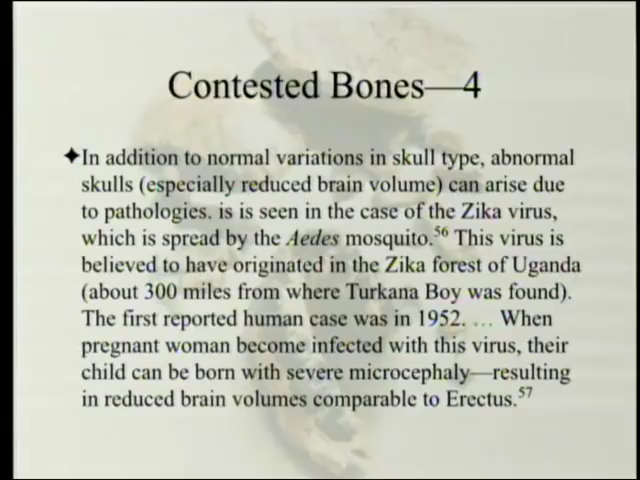 Contested Bones—4
✦In addition to normal variations in skull type, abnormal
skulls (especially reduced brain volume) can arise due
to pathologies. is is seen in the case of the Zika virus,
which is spread by the Aedes mosquito.56 This virus is
believed to have originated in the Zika forest of Uganda
(about 300 miles from where Turkana Boy was found).
The first reported human case was in 1952. … When
pregnant woman become infected with this virus, their
child can be born with severe microcephaly—resulting
in reduced brain volumes comparable to Erectus.57